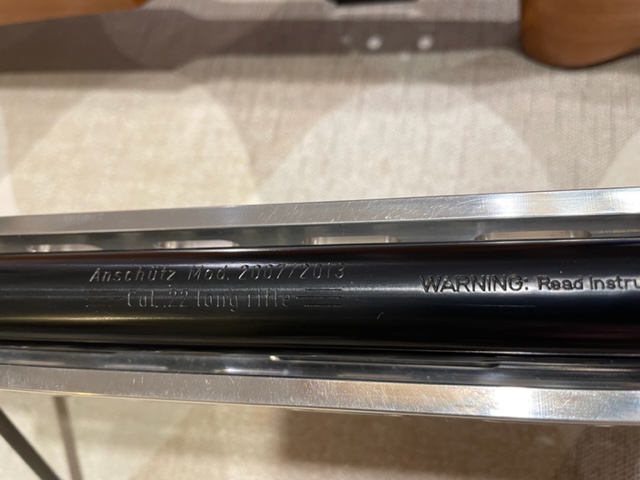 Anschütz Mod. 2007/2013
Cal. 22 long rifle
WARNING: Read Instru